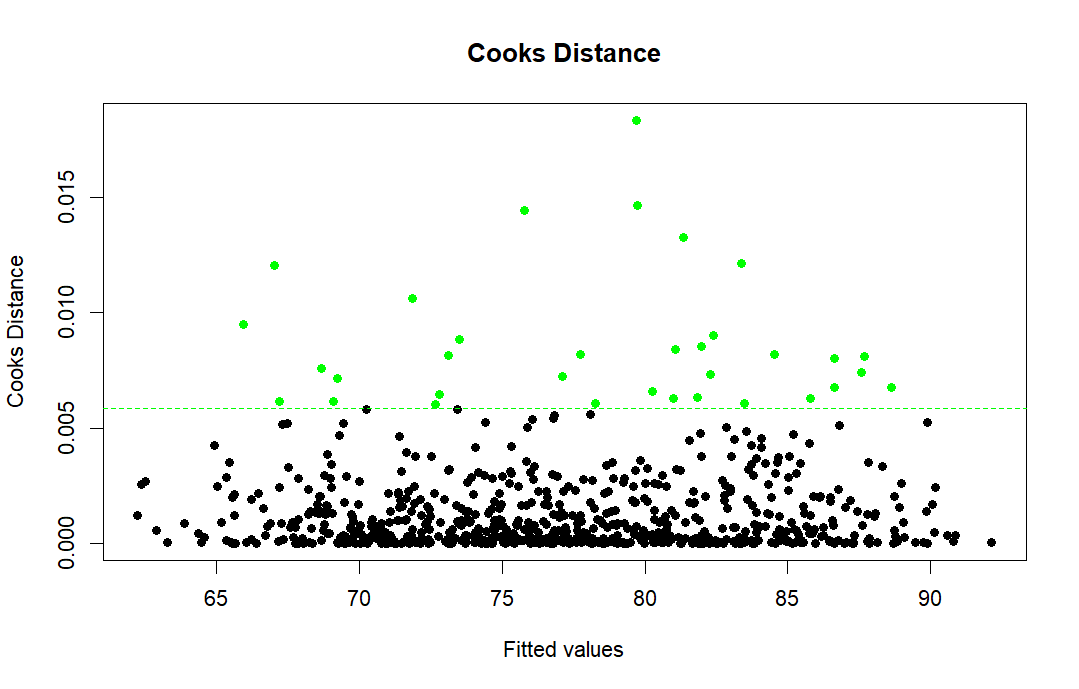 Cooks Distance
Cooks Distance
0.015
0.010
0.005
0.000
65 70 75 80 85 90
Fitted values